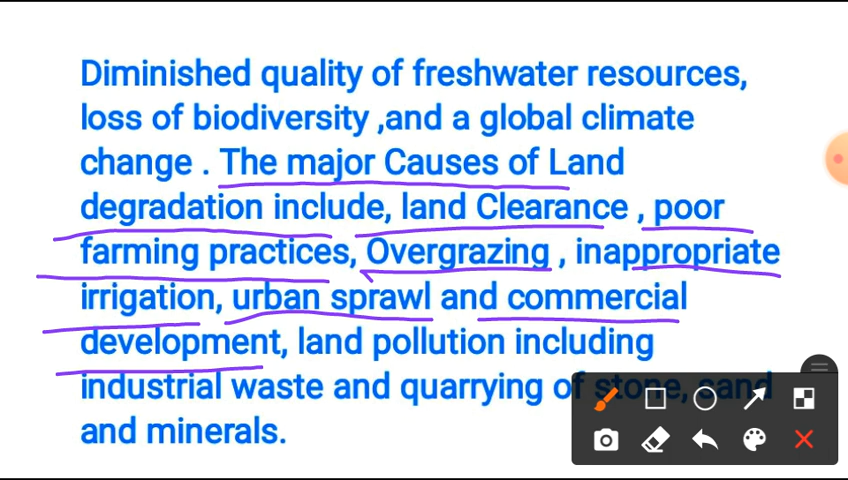 Diminished quality of freshwater resources,
loss of biodiversity ,and a global climate
change . The major Causes of Land
degradation include, land Clearance , poor
farming practices, Overgrazing , inappropriate
irrigation, urban sprawl and commercial
development, land pollution including
industrial waste and quarrying of stone, sand
and minerals.